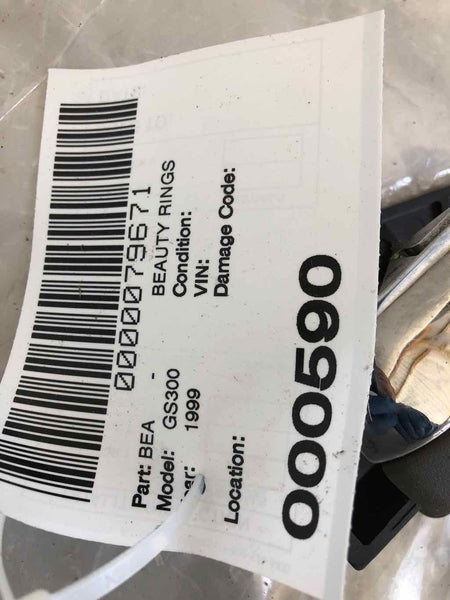 0000079671
Part: BEA - BEAUTY RINGS
Model: GS300 Condition:
1999 VIN:
Damage Code:
Location:
000590